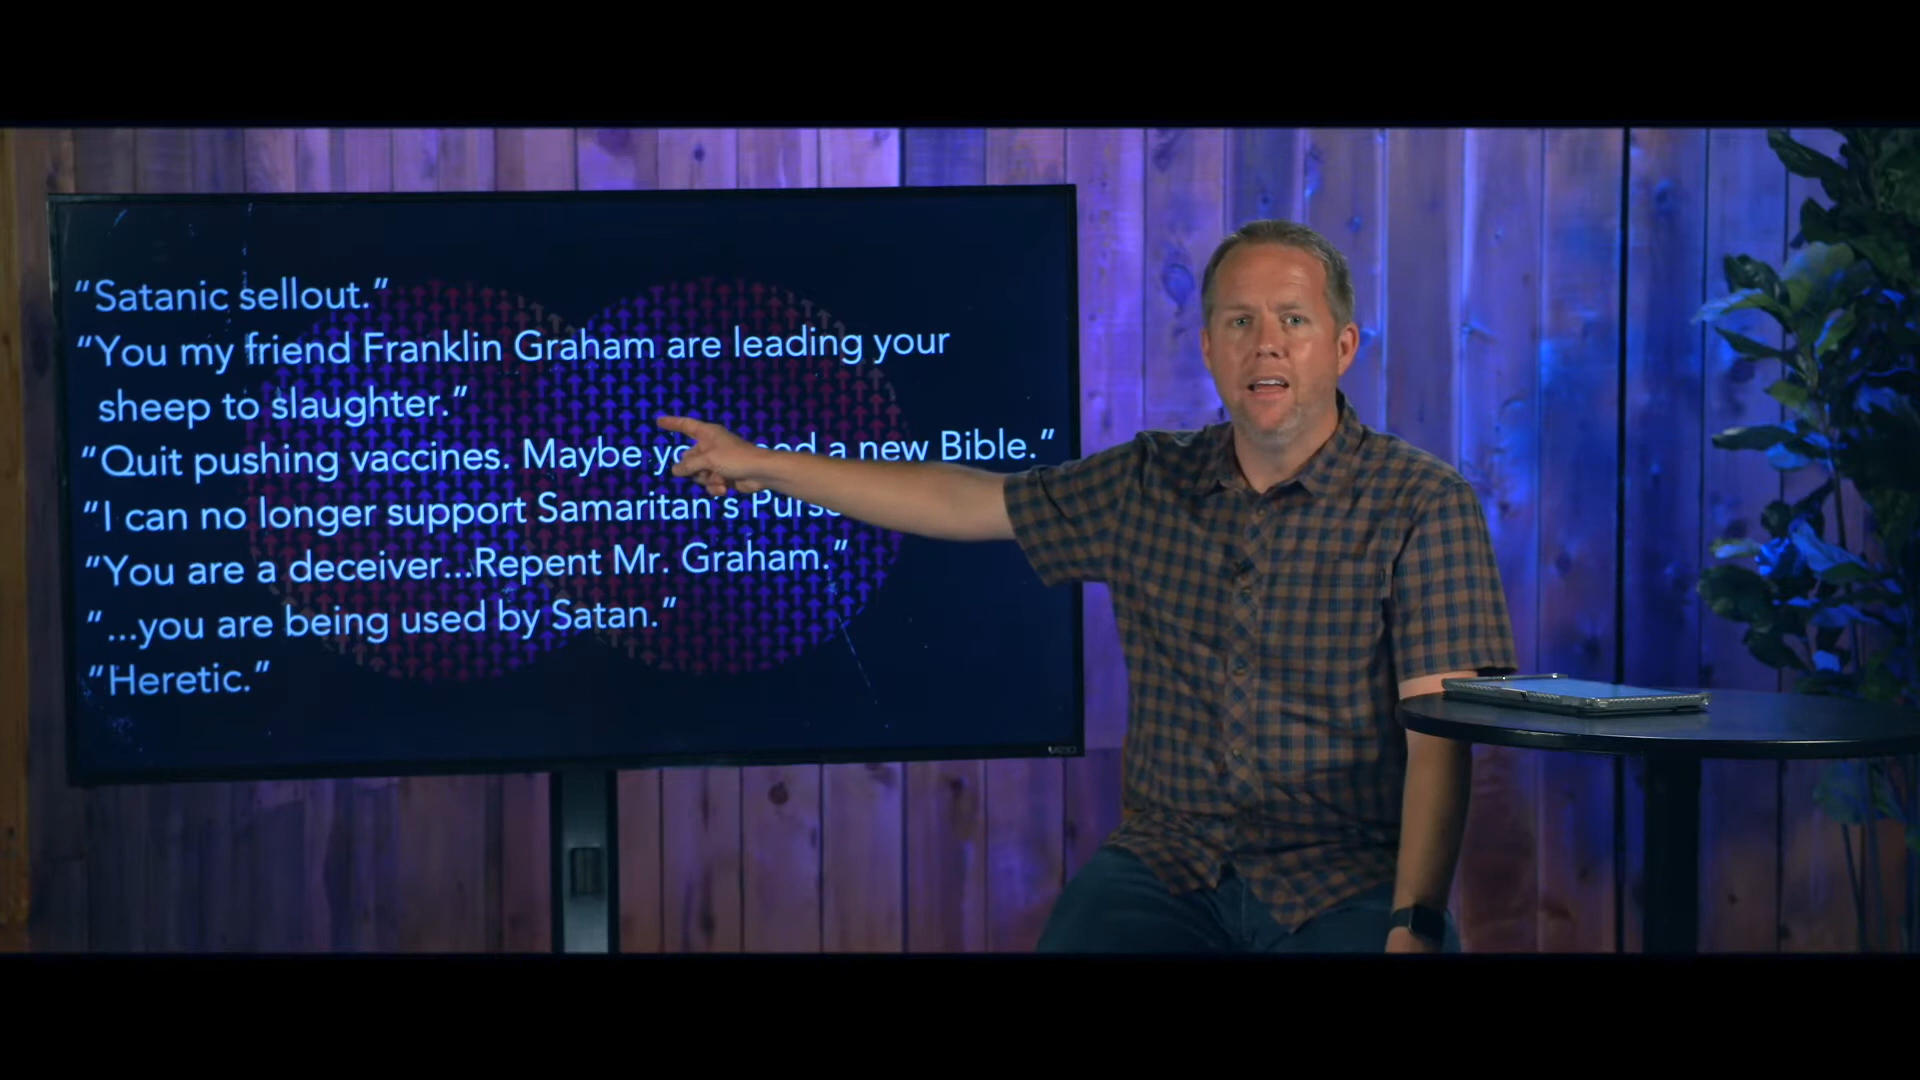 “Satanic sellout.”
“You my friend Franklin Graham are leading your
sheep to slaughter.”
“Quit pushing vaccines. Maybe a new Bible.”
“I can no longer support Samaritan’s
“You are a deceiver...Repent Mr. Graham.”
“...you are being used by Satan.”
“Heretic.”
VIZIO